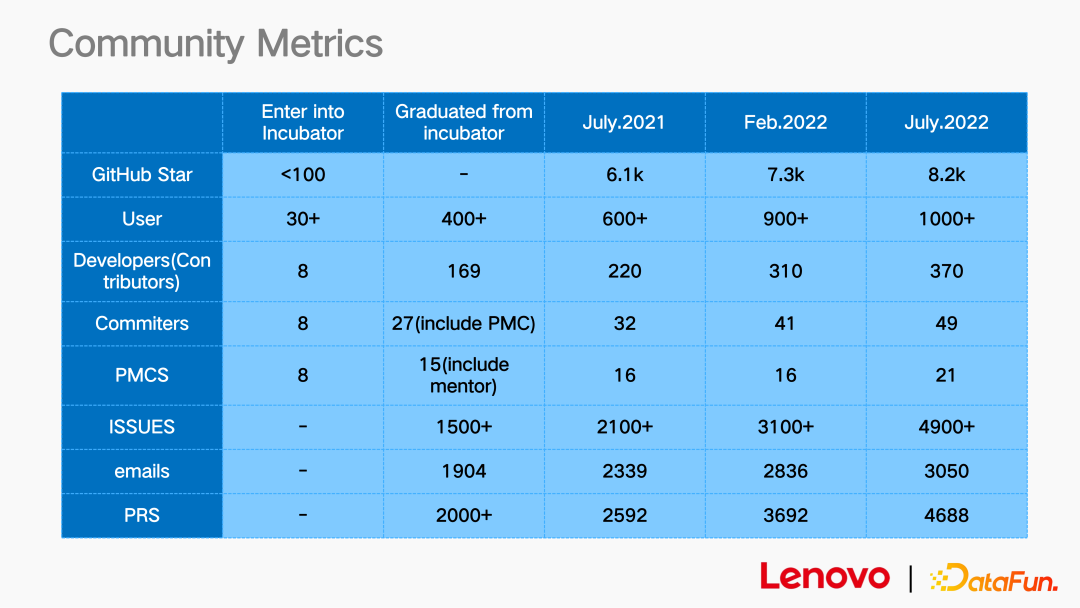 Community Metrics
Enter into
Incubator
Graduated from
incubator
July.2021
Feb.2022
July.2022
GitHub Star
<100
–
6.1k
7.3k
8.2k
User
30+
400+
600+
900+
1000+
Developers(Con
tributors)
8
169
220
310
370
Commiters
8
27(include PMC)
32
41
49
PMCS
8
15(include
mentor)
16
16
21
ISSUES
–
1500+
2100+
3100+
4900+
emails
–
1904
2339
2836
3050
PRS
–
2000+
2592
3692
4688
Lenovo | DataFun.